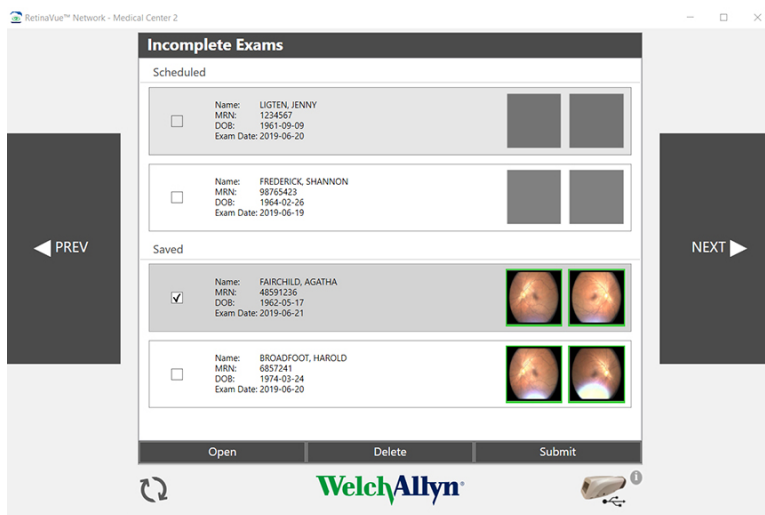 RetinaVue™ Network - Medical Center 2
Incomplete Exams
Scheduled
Name: LIGTEN, JENNY
MRN: 1234567
DOB: 1961-09-09
Exam Date: 2019-06-20
Name: FREDERICK, SHANNON
MRN: 98765423
DOB: 1964-02-26
Exam Date: 2019-06-19
PREV
NEXT
Saved
Name: FAIRCHILD, AGATHA
MRN: 48591236
DOB: 1962-05-17
Exam Date: 2019-06-21
Name: BROADFOOT, HAROLD
MRN: 6857241
DOB: 1974-03-24
Exam Date: 2019-06-20
Open Delete Submit
WelchAllyn